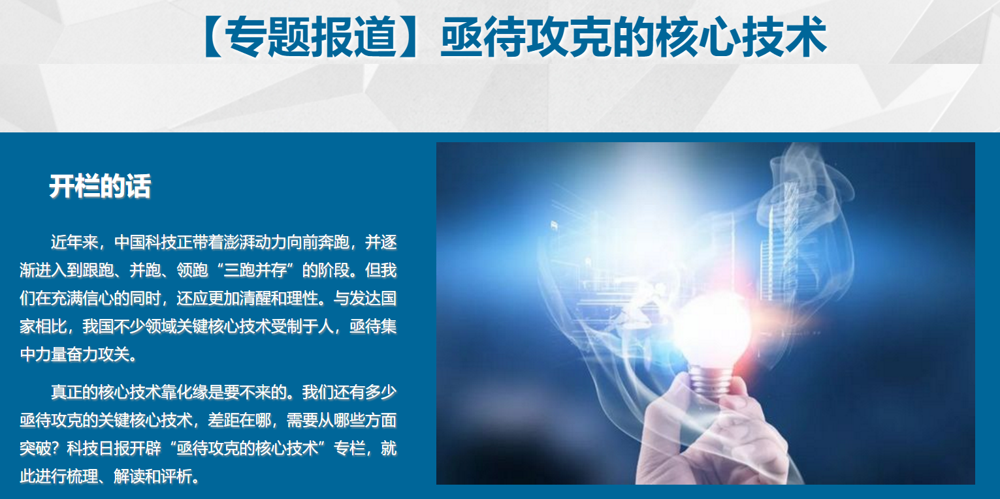 【专题报道】亟待攻克的核心技术
开栏的话
近年来，中国科技正带着澎湃动力向前奔跑，并逐
渐进入到跟跑、并跑、领跑“三跑并存”的阶段。但我
们在充满信心的同时，还应更加清醒和理性。与发达国
家相比，我国不少领域关键核心技术受制于人，亟待集
中力量奋力攻关。
真正的核心技术靠化缘是要不来的。我们还有多少
亟待攻克的关键核心技术，差距在哪，需要从哪些方面
突破？科技日报开辟“亟待攻克的核心技术”专栏，就
此进行梳理、解读和评析。